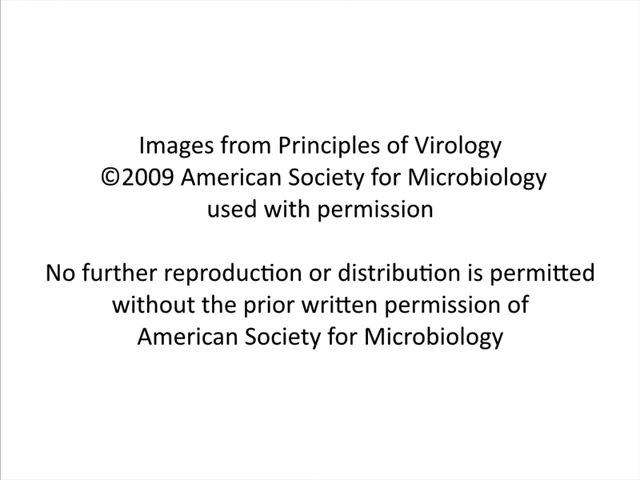 Images from Principles of Virology
©2009 American Society for Microbiology
used with permission
No further reproduction or distribution is permitted
without the prior written permission of
American Society for Microbiology